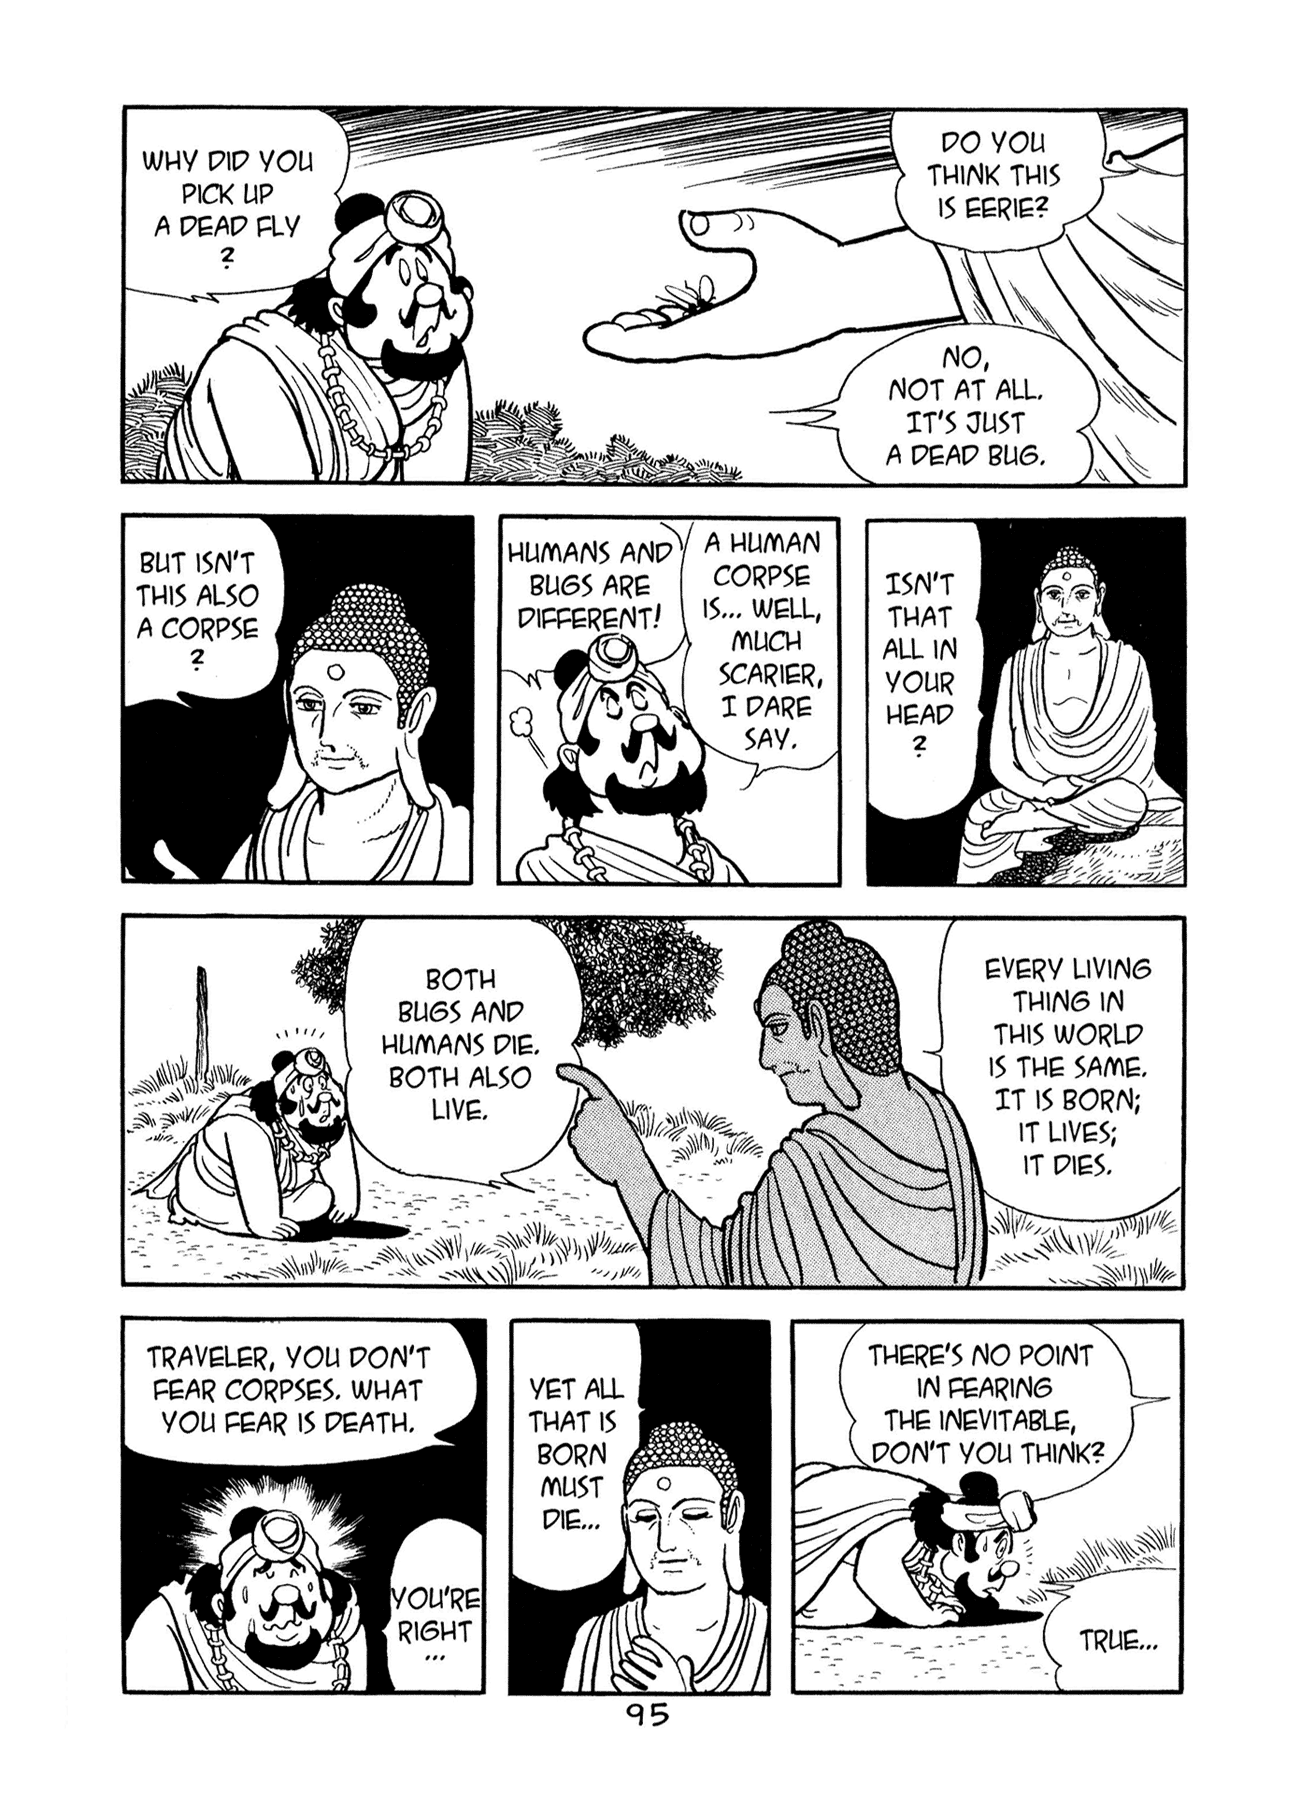 WHY DID YOU
PICK UP
A DEAD FLY
?
DO YOU
THINK THIS
IS EERIE?
NO,
NOT AT ALL.
IT'S JUST
A DEAD BUG.
BUT ISN'T
THIS ALSO
A CORPSE
?
HUMANS AND
BUGS ARE
DIFFERENT!
A HUMAN
CORPSE
IS... WELL,
MUCH
SCARIER,
I DARE
SAY.
ISN'T
THAT
ALL IN
YOUR
HEAD
?
BOTH
BUGS AND
HUMANS DIE.
BOTH ALSO
LIVE.
EVERY LIVING
THING IN
THIS WORLD
IS THE SAME.
IT IS BORN;
IT LIVES;
IT DIES.
TRAVELER, YOU DON'T
FEAR CORPSES. WHAT
YOU FEAR IS DEATH.
YOU'RE
RIGHT
...
YET ALL
THAT IS
BORN
MUST
DIE...
THERE'S NO POINT
IN FEARING
THE INEVITABLE,
DON'T YOU THINK?
TRUE...
95